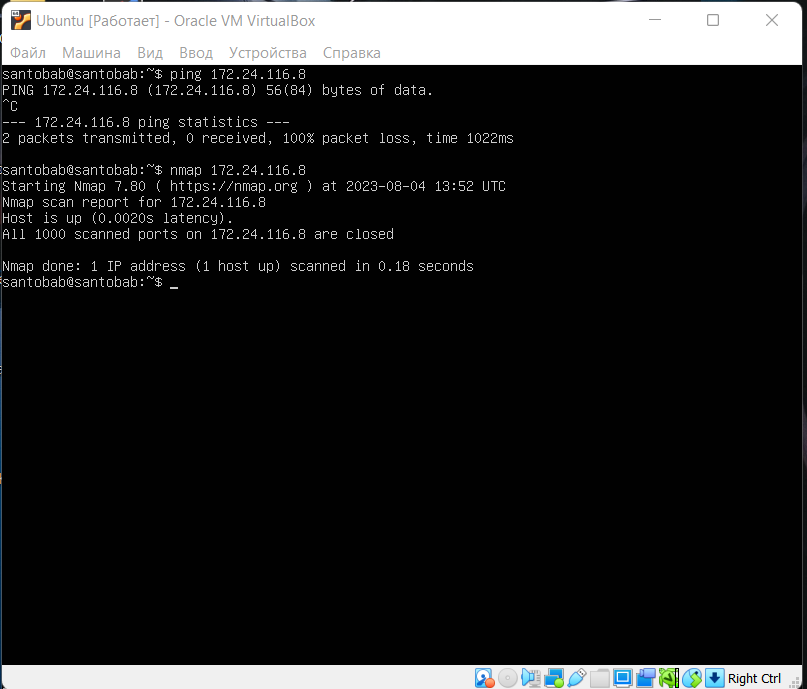 Ubuntu [Работает] - Oracle VM VirtualBox
Файл Машина Вид Ввод Устройства Справка
santobab@santobab:~$ ping 172.24.116.8
PING 172.24.116.8 (172.24.116.8) 56(84) bytes of data.
^C
--- 172.24.116.8 ping statistics ---
2 packets transmitted, 0 received, 100% packet loss, time 1022ms
santobab@santobab:~$ nmap 172.24.116.8
Starting Nmap 7.80 ( https://nmap.org ) at 2023-08-04 13:52 UTC
Nmap scan report for 172.24.116.8
Host is up (0.0020s latency).
All 1000 scanned ports on 172.24.116.8 are closed
Nmap done: 1 IP address (1 host up) scanned in 0.18 seconds
santobab@santobab:~$ _
Right Ctrl